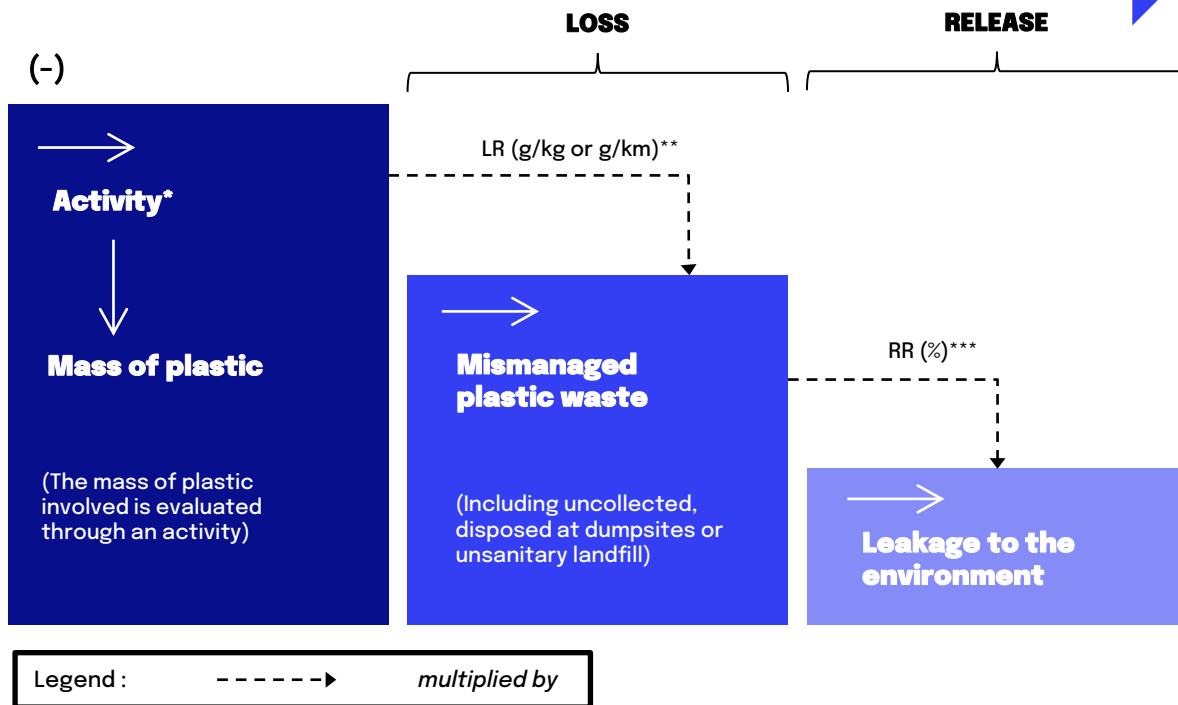 LOSS
RELEASE
(-)
LR (g/kg or g/km)**
Activity*
Mass of plastic
(The mass of plastic
involved is evaluated
through an activity)
Mismanaged
plastic waste
(Including uncollected,
disposed at dumpsites or
unsanitary landfill)
RR (%)***
Leakage to the
environment
Legend : multiplied by